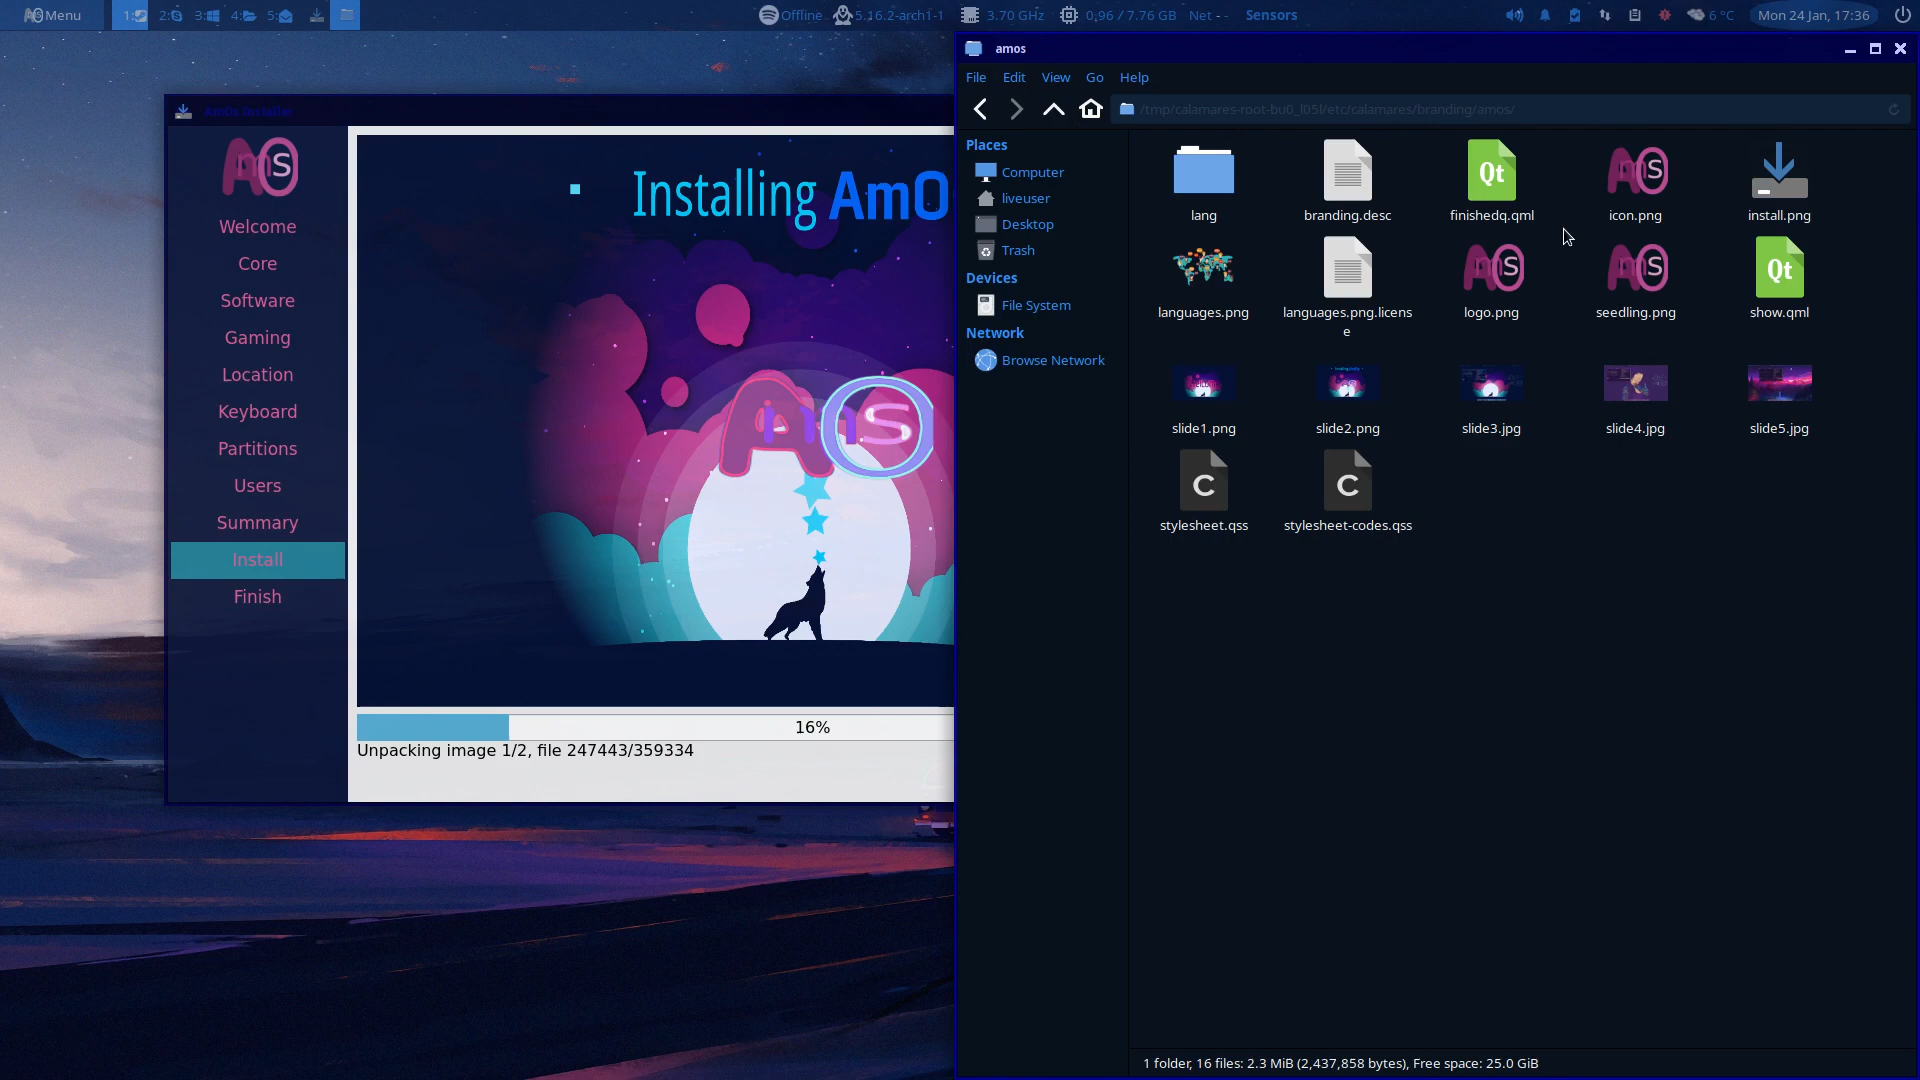 Menu
1:
2:
3:
4:
5:
Offline
5.16.2-arch1-1
3.70 GHz
0.96 / 7.76 GB
Net - -
Sensors
6 °C
Mon 24 Jan, 17:36
AmOs Installer
AmOS
Welcome
Core
Software
Gaming
Location
Keyboard
Partitions
Users
Summary
Install
Finish
Installing AmO
AmOS
16%
Unpacking image 1/2, file 247443/359334
amos
File Edit View Go Help
/tmp/calamares-root-bu0_l05l/etc/calamares/branding/amos/
Places
Computer
liveuser
Desktop
Trash
Devices
File System
Network
Browse Network
lang
branding.desc
Qt
finishedq.qml
icon.png
install.png
languages.png
languages.png.licens
e
logo.png
seedling.png
Qt
show.qml
slide1.png
slide2.png
slide3.jpg
slide4.jpg
slide5.jpg
C
stylesheet.qss
C
stylesheet-codes.qss
1 folder, 16 files: 2.3 MiB (2,437,858 bytes), Free space: 25.0 GiB